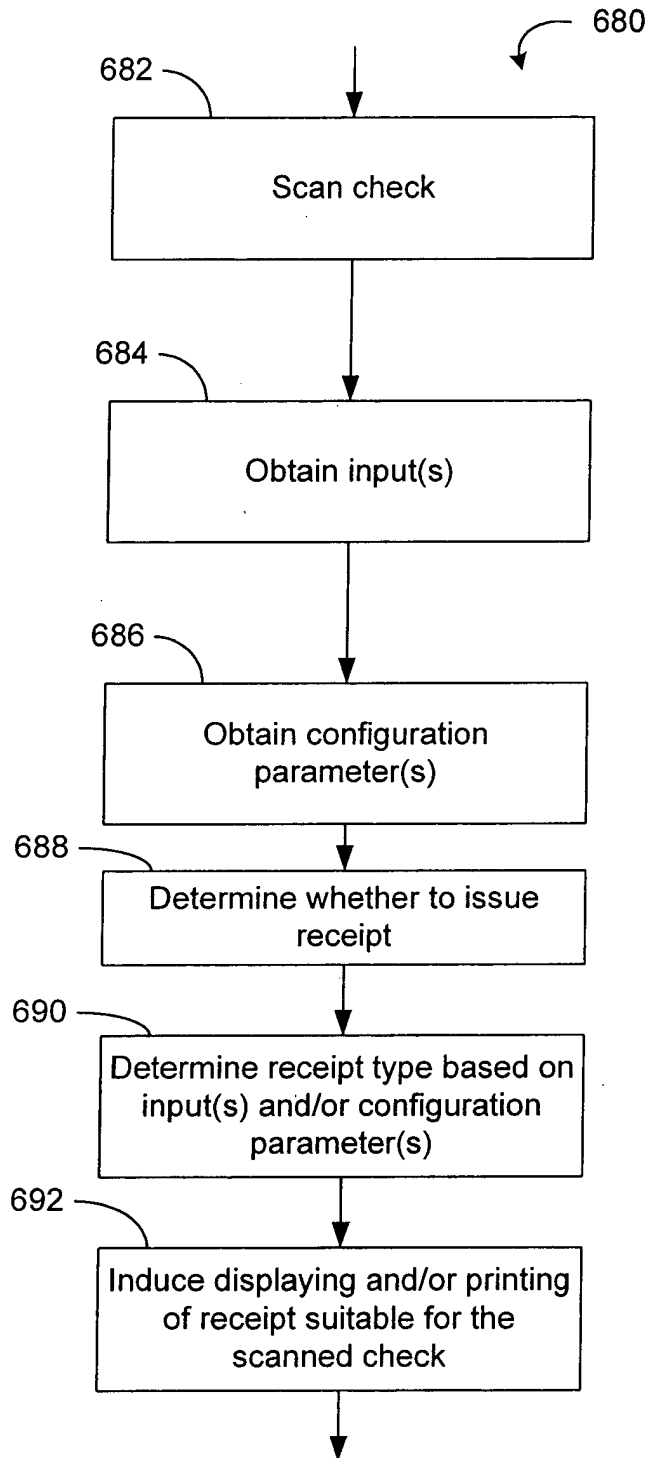 680
682
Scan check
684
Obtain input(s)
686
Obtain configuration
parameter(s)
688
Determine whether to issue
receipt
690
Determine receipt type based on
input(s) and/or configuration
parameter(s)
692
Induce displaying and/or printing
of receipt suitable for the
scanned check